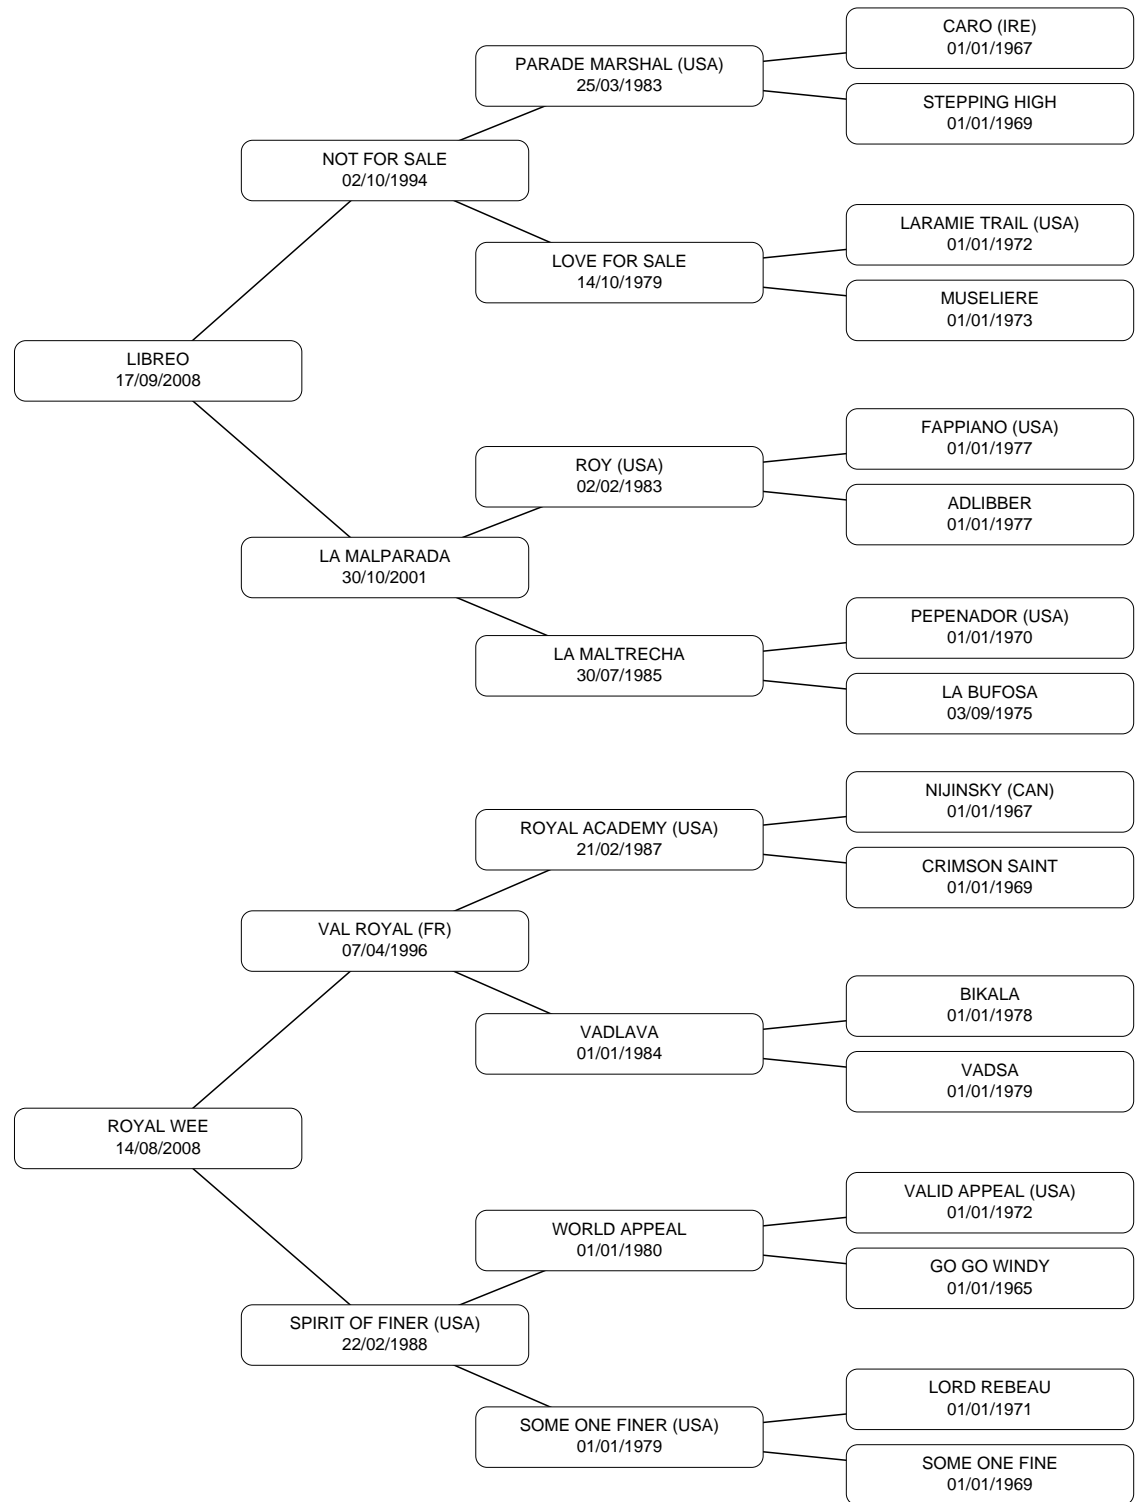 CARO (IRE)
01/01/1967
PARADE MARSHAL (USA)
25/03/1983
STEPPING HIGH
01/01/1969
NOT FOR SALE
02/10/1994
LARAMIE TRAIL (USA)
01/01/1972
LOVE FOR SALE
14/10/1979
MUSELIERE
01/01/1973
LIBREO
17/09/2008
FAPPIANO (USA)
01/01/1977
ROY (USA)
02/02/1983
ADLIBBER
01/01/1977
LA MALPARADA
30/10/2001
PEPENADOR (USA)
01/01/1970
LA MALTRECHA
30/07/1985
LA BUFOSA
03/09/1975
NIJINSKY (CAN)
01/01/1967
ROYAL ACADEMY (USA)
21/02/1987
CRIMSON SAINT
01/01/1969
VAL ROYAL (FR)
07/04/1996
BIKALA
01/01/1978
VADLAVA
01/01/1984
VADSA
01/01/1979
ROYAL WEE
14/08/2008
VALID APPEAL (USA)
01/01/1972
WORLD APPEAL
01/01/1980
GO GO WINDY
01/01/1965
SPIRIT OF FINER (USA)
22/02/1988
LORD REBEAU
01/01/1971
SOME ONE FINER (USA)
01/01/1979
SOME ONE FINE
01/01/1969